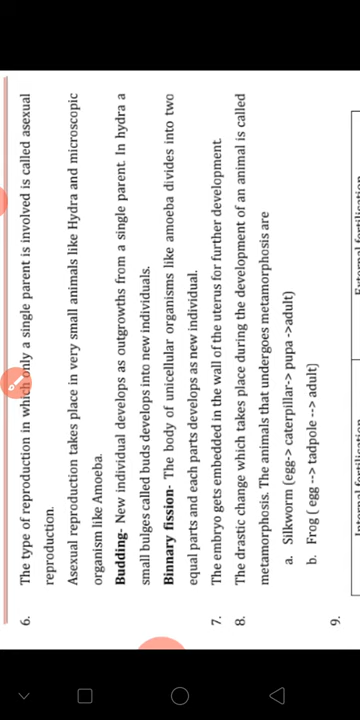 6. The type of reproduction in which only a single parent is involved is called asexual
reproduction.
Asexual reproduction takes place in very small animals like Hydra and microscopic
organism like Amoeba.
Budding- New individual develops as outgrowths from a single parent. In hydra a
small bulges called buds develops into new individuals.
Binnary fission- The body of unicellular organisms like amoeba divides into two
equal parts and each parts develops as new individual.
7. The embryo gets embedded in the wall of the uterus for further development.
8. The drastic change which takes place during the development of an animal is called
metamorphosis. The animals that undergoes metamorphosis are
a. Silkworm (egg-> caterpillar-> pupa ->adult)
b. Frog ( egg --> tadpole --> adult)
9.
Internal fertilisation External fertilisation